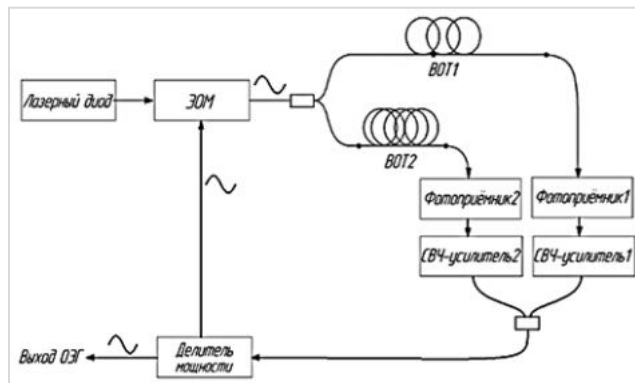 ВОТ1
Лазерный диод
ЭОМ
ВОТ2
Фотоприёмник2
Фотоприёмник1
СВЧ-усилитель2
СВЧ-усилитель1
Выход ОЭГ
Делитель
мощности